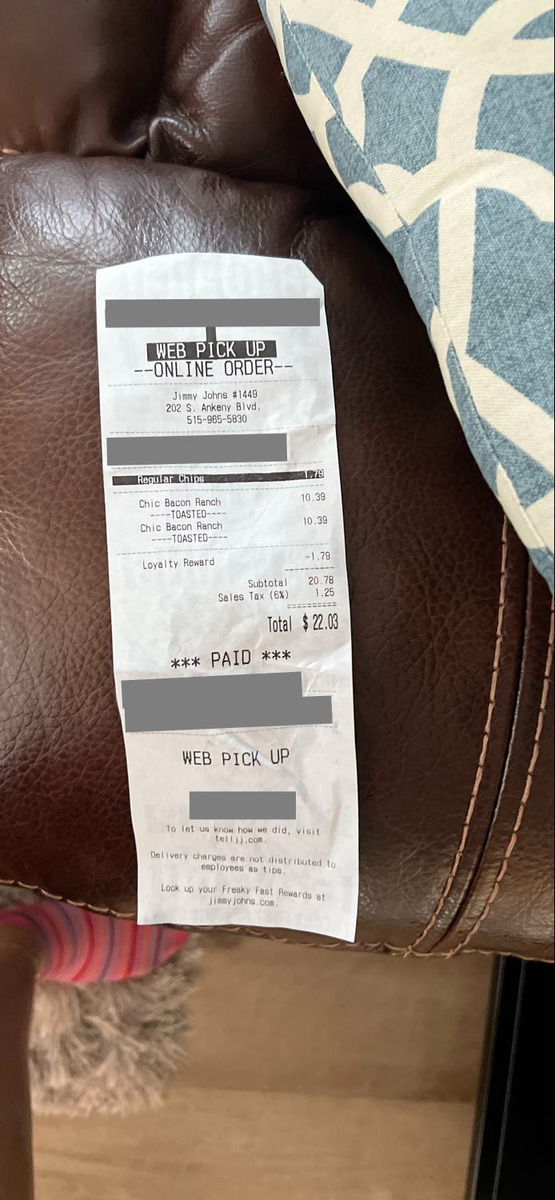 WEB PICK UP
--ONLINE ORDER--
Jimmy Johns #1449
202 S. Ankeny Blvd.
515-965-5830
Regular Chips 1.79
Chic Bacon Ranch 10.39
----TOASTED----
Chic Bacon Ranch 10.39
----TOASTED----
Loyalty Reward -1.79
Subtotal 20.78
Sales Tax (6%) 1.25
Total $22.03
*** PAID ***
WEB PICK UP
To let us know how we did, visit
telljj.com.
Delivery charges are not distributed to
employees as tips.
Look up your Freaky Fast Rewards at
jimmyjohns.com.